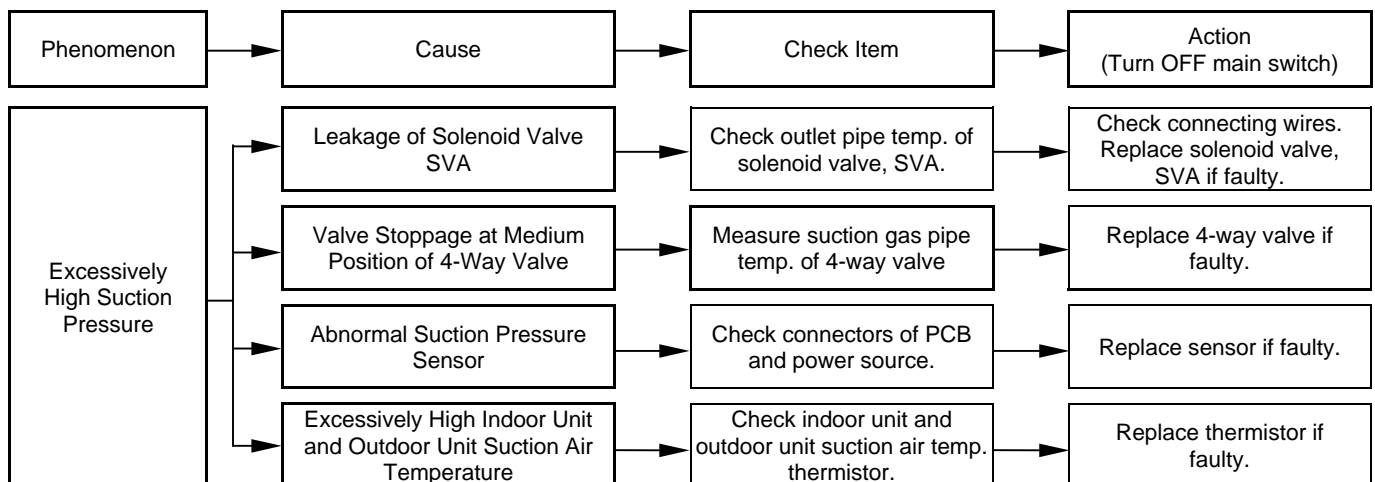 Phenomenon
Cause
Check Item
Action
(Turn OFF main switch)
Excessively
High Suction
Pressure
Leakage of Solenoid Valve
SVA
Check outlet pipe temp. of
solenoid valve, SVA.
Check connecting wires.
Replace solenoid valve,
SVA if faulty.
Valve Stoppage at Medium
Position of 4-Way Valve
Measure suction gas pipe
temp. of 4-way valve
Replace 4-way valve if
faulty.
Abnormal Suction Pressure
Sensor
Check connectors of PCB
and power source.
Replace sensor if faulty.
Excessively High Indoor Unit
and Outdoor Unit Suction Air
Temperature
Check indoor unit and
outdoor unit suction air temp.
thermistor.
Replace thermistor if
faulty.